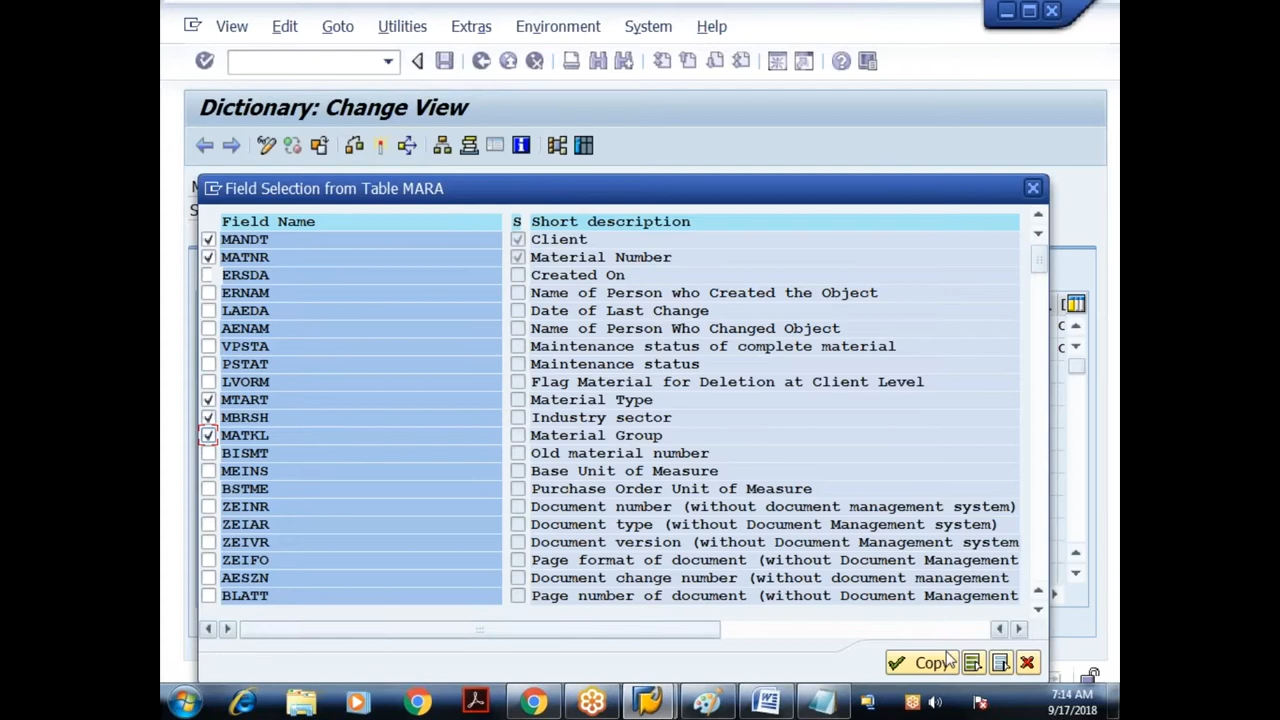 View Edit Goto Utilities Extras Environment System Help
Dictionary: Change View
Field Selection from Table MARA
Field Name S Short description
MANDT Client
MATNR Material Number
ERSDA Created On
ERNAM Name of Person who Created the Object
LAEDA Date of Last Change
AENAM Name of Person Who Changed Object
VPSTA Maintenance status of complete material
PSTAT Maintenance status
LVORM Flag Material for Deletion at Client Level
MTART Material Type
MBRSH Industry sector
MATKL Material Group
BISMT Old material number
MEINS Base Unit of Measure
BSTME Purchase Order Unit of Measure
ZEINR Document number (without document management system)
ZEIAR Document type (without Document Management system)
ZEIVR Document version (without Document Management system
ZEIFO Page format of document (without Document Management
AESZN Document change number (without document management
BLATT Page number of document (without Document Management
Copy
7:14 AM
9/17/2018